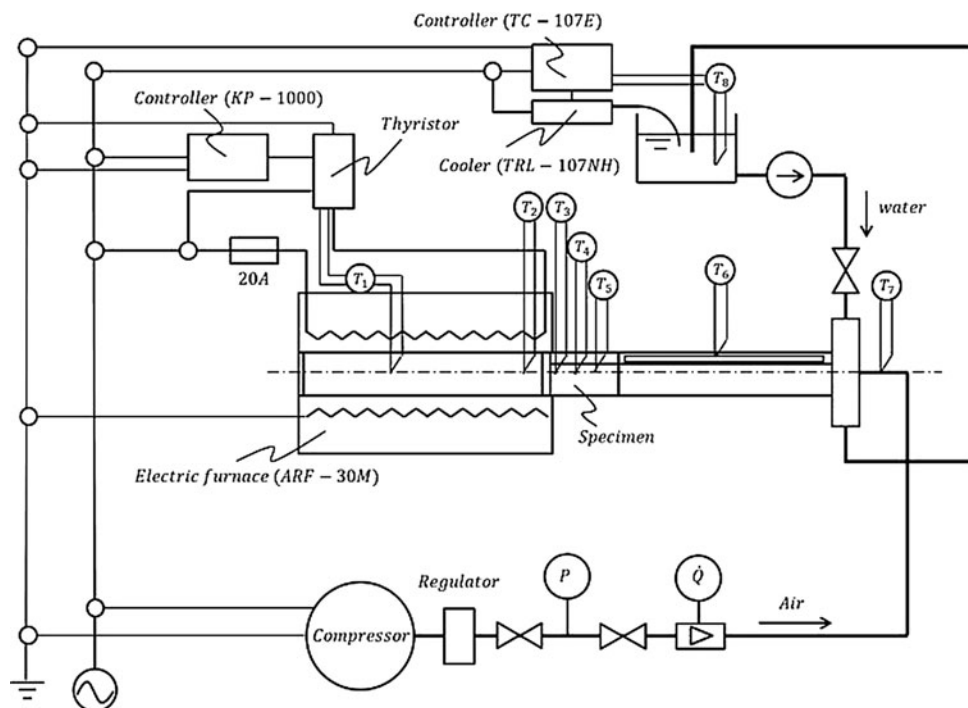 Controller (TC − 107E)
Controller (KP − 1000)
Thyristor
Cooler (TRL − 107NH)
T₈
water
20A
T₁
T₂
T₃
T₄
T₅
T₆
T₇
Specimen
Electric furnace (ARF − 30M)
Regulator
P
Q̇
Air
Compressor